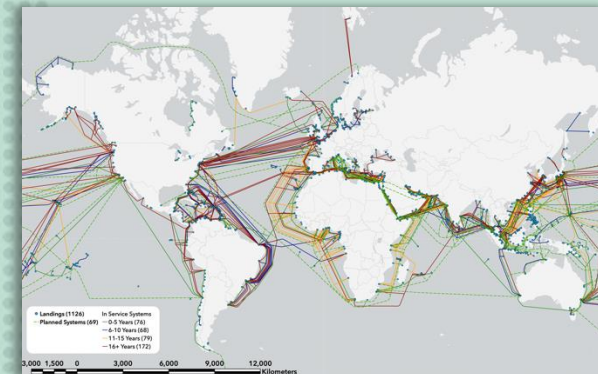 Landings (1126)
Planned Systems (69)
In Service Systems
0-5 Years (76)
6-10 Years (68)
11-15 Years (79)
16+ Years (172)
3,000 1,500 0 3,000 6,000 9,000 12,000
Kilometers